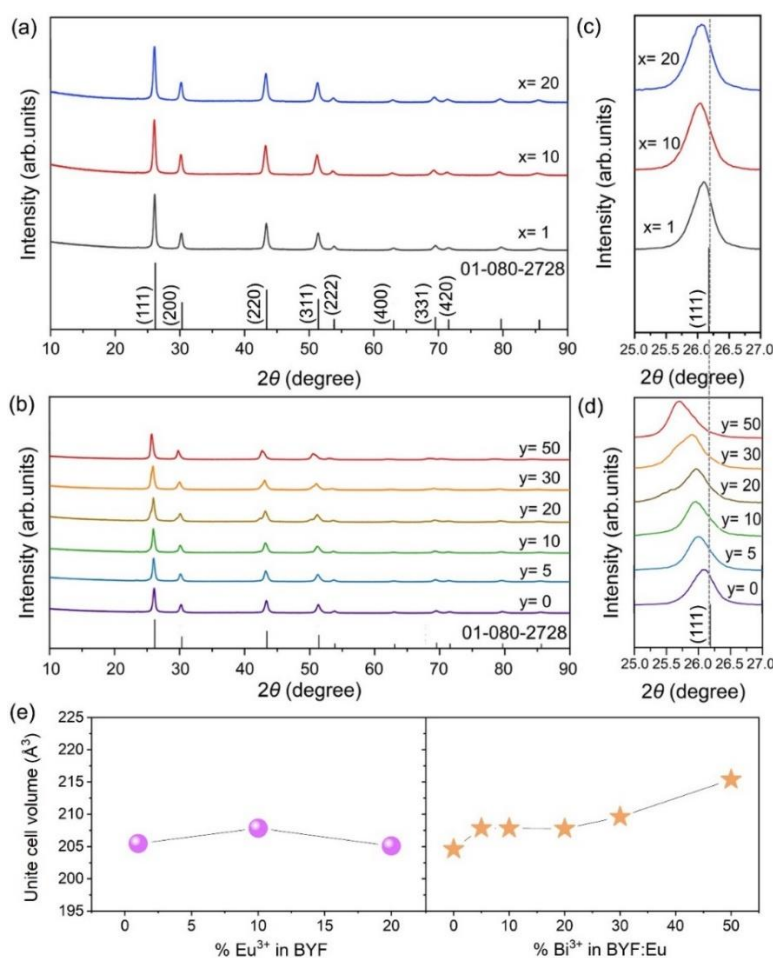 (a)
Intensity (arb.units)
x= 20
x= 10
x= 1
01-080-2728
(111)
(200)
(220)
(311)
(222)
(400)
(331)
(420)
10 20 30 40 50 60 70 80 90
2θ (degree)
(c)
Intensity (arb.units)
x= 20
x= 10
x= 1
(111)
25.0 25.5 26.0 26.5 27.0
2θ (degree)
(b)
Intensity (arb.units)
y= 50
y= 30
y= 20
y= 10
y= 5
y= 0
01-080-2728
10 20 30 40 50 60 70 80 90
2θ (degree)
(d)
Intensity (arb.units)
y= 50
y= 30
y= 20
y= 10
y= 5
y= 0
(111)
25.0 25.5 26.0 26.5 27.0
2θ (degree)
(e)
Unite cell volume (Å³)
225
220
215
210
205
200
195
0 5 10 15 20
% Eu³⁺ in BYF
0 10 20 30 40 50
% Bi³⁺ in BYF:Eu